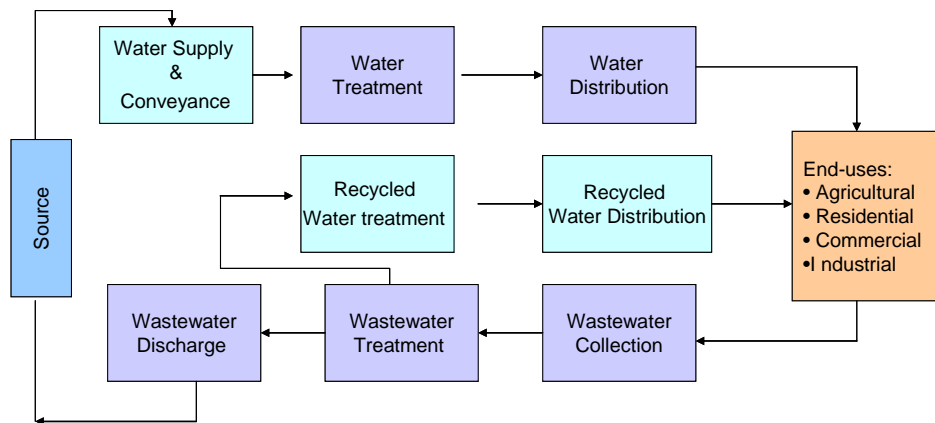 Water Supply
&
Conveyance
Water
Treatment
Water
Distribution
Source
Recycled
Water treatment
Recycled
Water Distribution
End-uses:
• Agricultural
• Residential
• Commercial
•I ndustrial
Wastewater
Discharge
Wastewater
Treatment
Wastewater
Collection